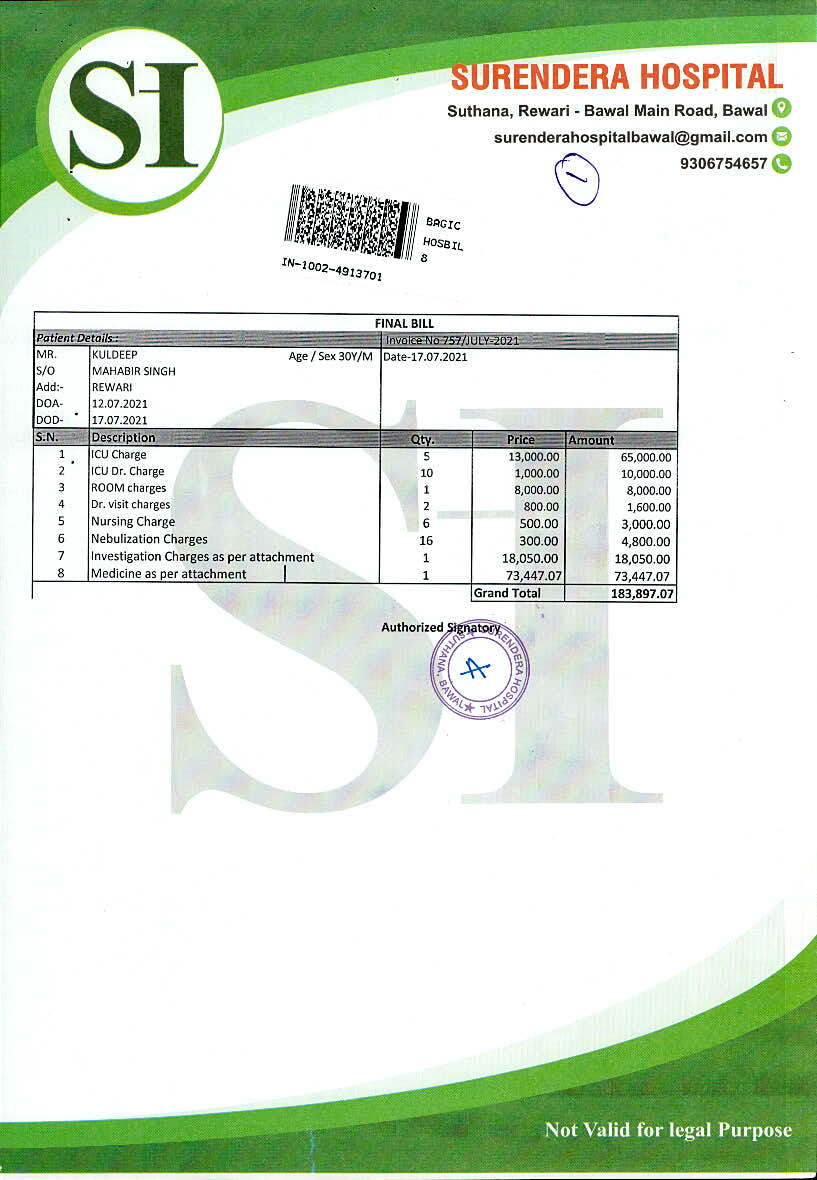 SI
SURENDERA HOSPITAL
Suthana, Rewari - Bawal Main Road, Bawal
surenderahospitalbawal@gmail.com
9306754657
1
BAGIC
HOSBIL
8
IN-1002-4913701
FINAL BILL
Patient Details: Invoice No 757/JULY-2021
MR. KULDEEP Age / Sex 30Y/M Date-17.07.2021
S/O MAHABIR SINGH
Add:- REWARI
DOA- 12.07.2021
DOD- 17.07.2021
S.N. Description Qty. Price Amount
1 ICU Charge 5 13,000.00 65,000.00
2 ICU Dr. Charge 10 1,000.00 10,000.00
3 ROOM charges 1 8,000.00 8,000.00
4 Dr. visit charges 2 800.00 1,600.00
5 Nursing Charge 6 500.00 3,000.00
6 Nebulization Charges 16 300.00 4,800.00
7 Investigation Charges as per attachment 1 18,050.00 18,050.00
8 Medicine as per attachment 1 73,447.07 73,447.07
Grand Total 183,897.07
Authorized Signatory
SURENDERA HOSPITAL
SUTHANA, BAWAL
SI
Not Valid for legal Purpose